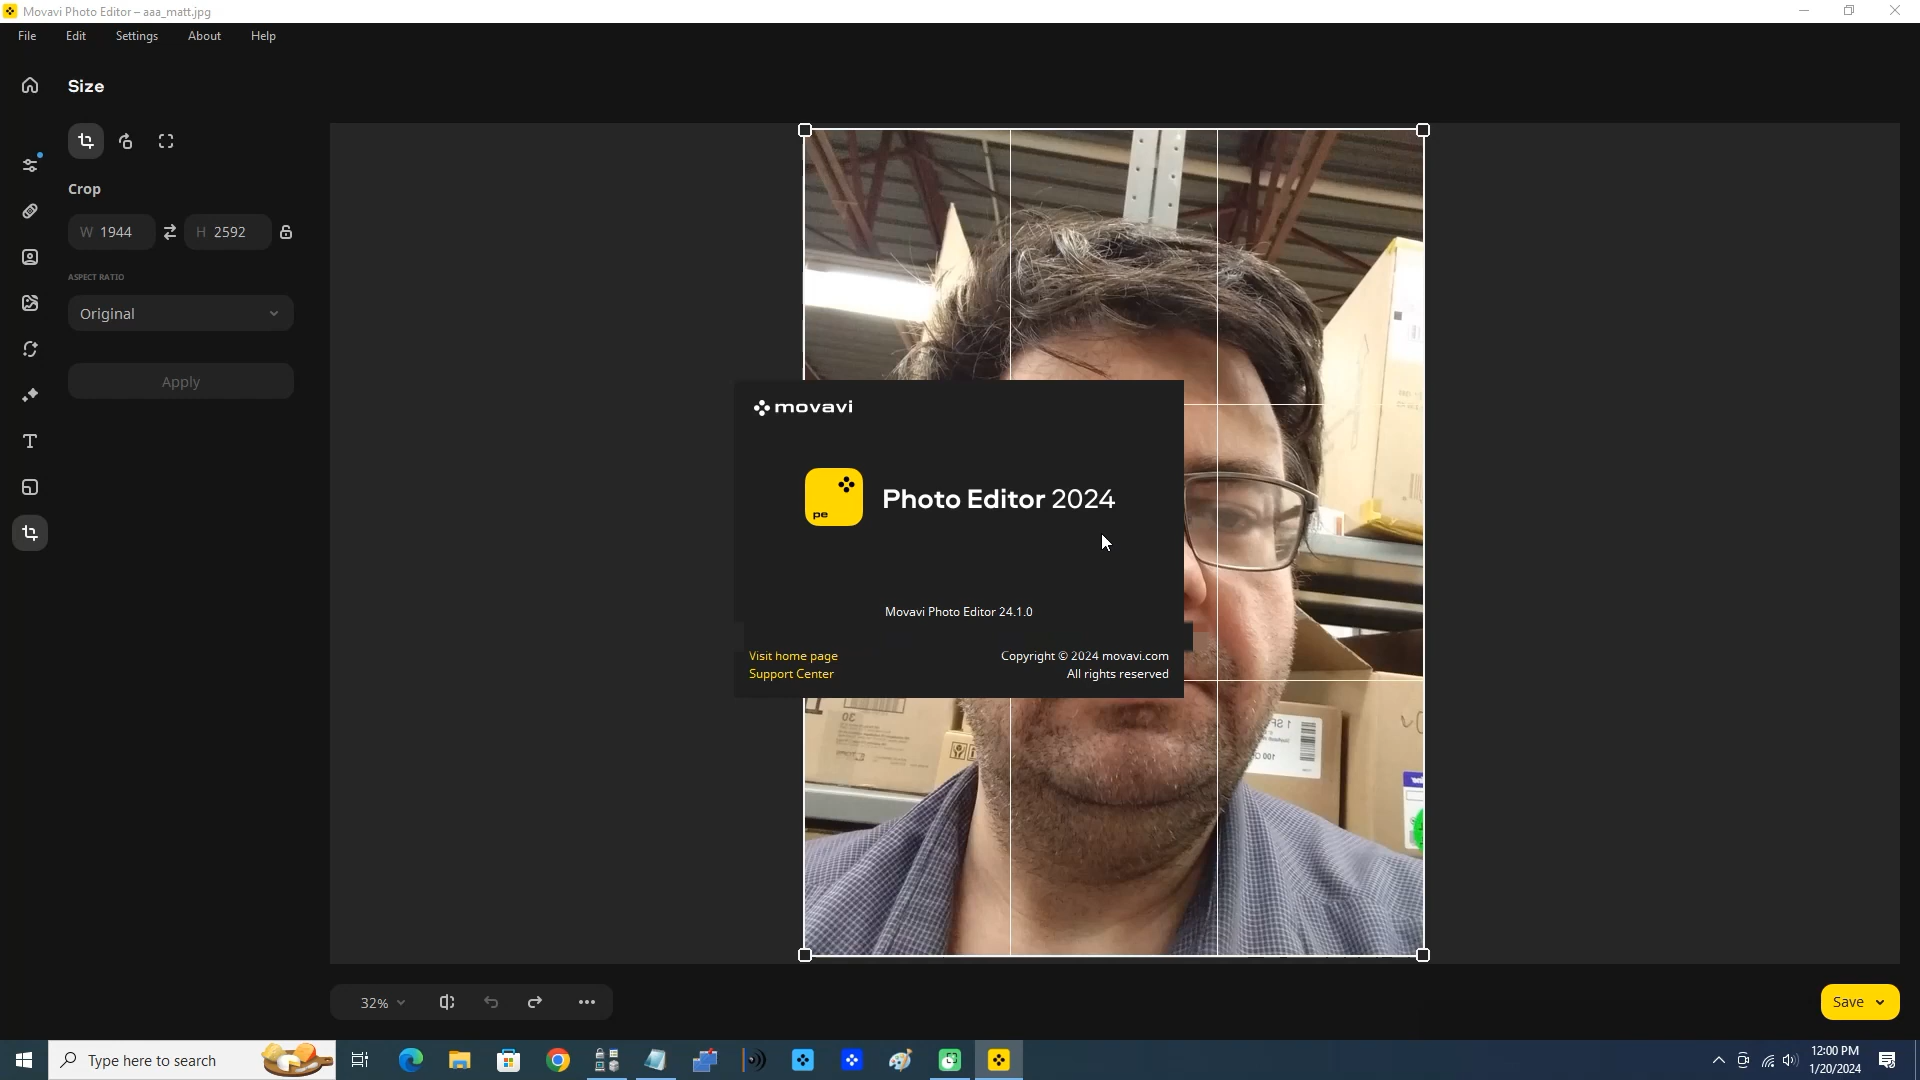 Movavi Photo Editor – aaa_matt.jpg
File Edit Settings About Help
Size
Crop
W 1944 H 2592
ASPECT RATIO
Original
Apply
movavi
pe
Photo Editor 2024
Movavi Photo Editor 24.1.0
Visit home page
Copyright © 2024 movavi.com
Support Center
All rights reserved
30
100
32%
Save
Type here to search
12:00 PM
1/20/2024